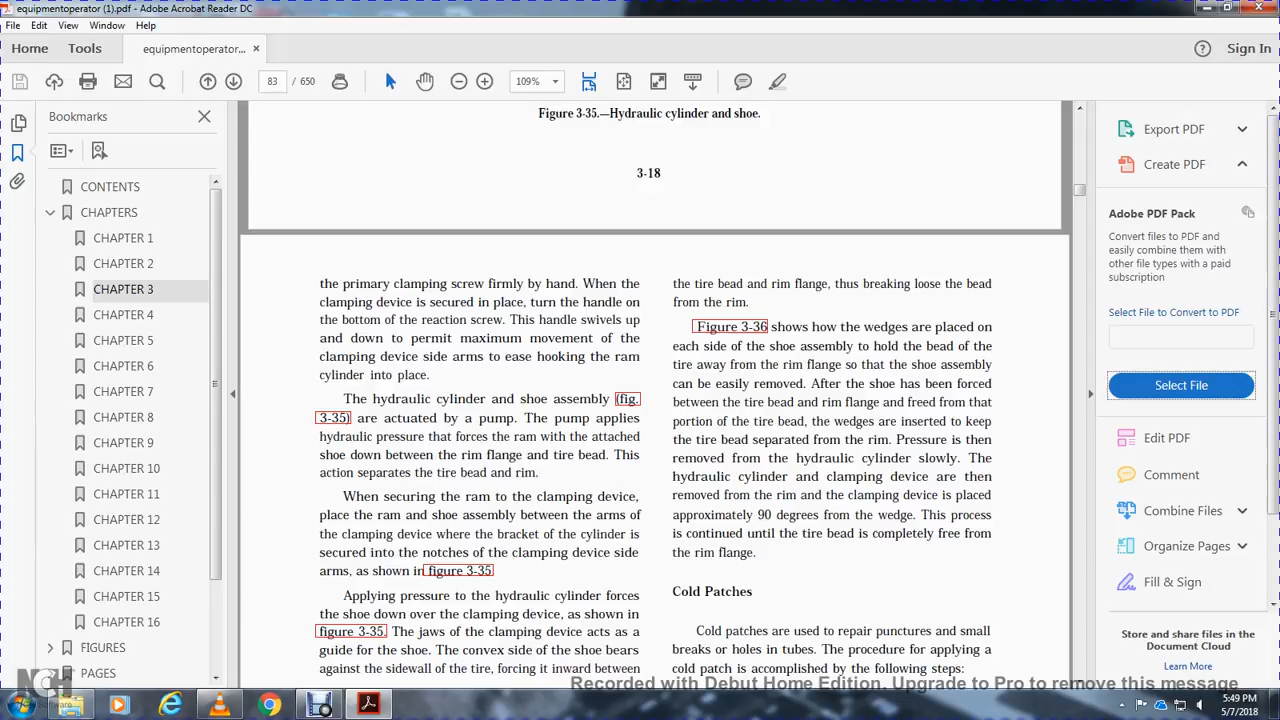 equipmentoperator (1).pdf - Adobe Acrobat Reader DC
File Edit View Window Help
Home Tools equipmentoperator... × Sign In
83 / 650 109%
Bookmarks
CONTENTS
CHAPTERS
CHAPTER 1
CHAPTER 2
CHAPTER 3
CHAPTER 4
CHAPTER 5
CHAPTER 6
CHAPTER 7
CHAPTER 8
CHAPTER 9
CHAPTER 10
CHAPTER 11
CHAPTER 12
CHAPTER 13
CHAPTER 14
CHAPTER 15
CHAPTER 16
FIGURES
PAGES
Figure 3-35.—Hydraulic cylinder and shoe.
3-18
the primary clamping screw firmly by hand. When the
clamping device is secured in place, turn the handle on
the bottom of the reaction screw. This handle swivels up
and down to permit maximum movement of the
clamping device side arms to ease hooking the ram
cylinder into place.
The hydraulic cylinder and shoe assembly (fig.
3-35) are actuated by a pump. The pump applies
hydraulic pressure that forces the ram with the attached
shoe down between the rim flange and tire bead. This
action separates the tire bead and rim.
When securing the ram to the clamping device,
place the ram and shoe assembly between the arms of
the clamping device where the bracket of the cylinder is
secured into the notches of the clamping device side
arms, as shown in figure 3-35
Applying pressure to the hydraulic cylinder forces
the shoe down over the clamping device, as shown in
figure 3-35. The jaws of the clamping device acts as a
guide for the shoe. The convex side of the shoe bears
against the sidewall of the tire, forcing it inward between
the tire bead and rim flange, thus breaking loose the bead
from the rim.
Figure 3-36 shows how the wedges are placed on
each side of the shoe assembly to hold the bead of the
tire away from the rim flange so that the shoe assembly
can be easily removed. After the shoe has been forced
between the tire bead and rim flange and freed from that
portion of the tire bead, the wedges are inserted to keep
the tire bead separated from the rim. Pressure is then
removed from the hydraulic cylinder slowly. The
hydraulic cylinder and clamping device are then
removed from the rim and the clamping device is placed
approximately 90 degrees from the wedge. This process
is continued until the tire bead is completely free from
the rim flange.
Cold Patches
Cold patches are used to repair punctures and small
breaks or holes in tubes. The procedure for applying a
cold patch is accomplished by the following steps:
Export PDF
Create PDF
Adobe PDF Pack
Convert files to PDF and
easily combine them with
other file types with a paid
subscription
Select File to Convert to PDF
Select File
Edit PDF
Comment
Combine Files
Organize Pages
Fill & Sign
Store and share files in the
Document Cloud
Learn More
NCH
Software
Recorded with Debut Home Edition. Upgrade to Pro to remove this message
5:49 PM
5/7/2018